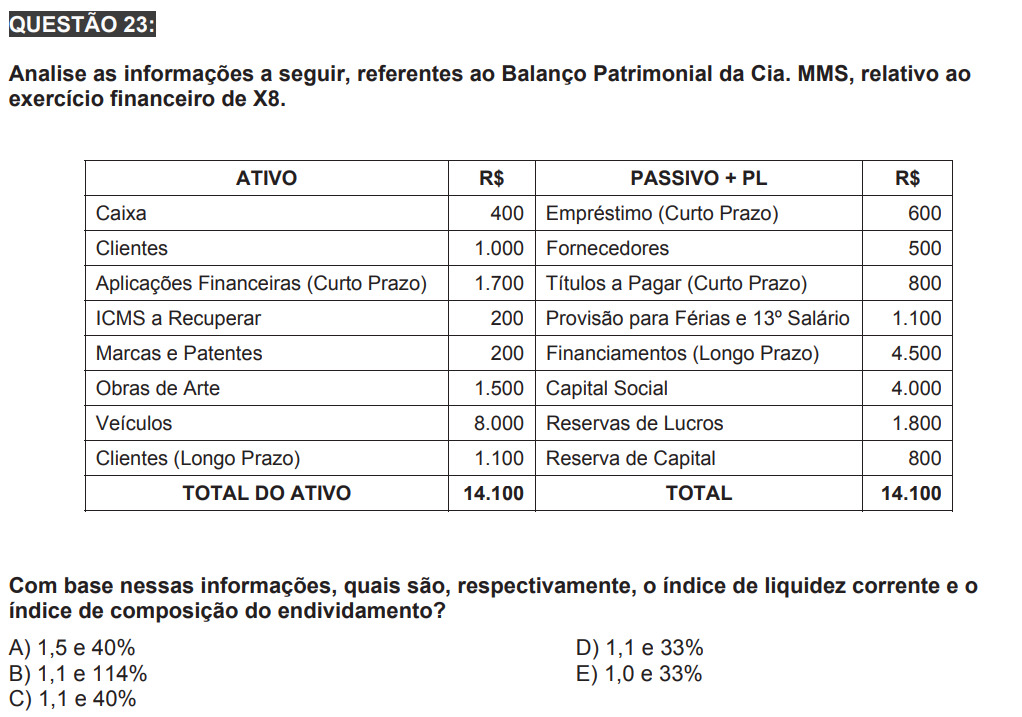 QUESTÃO 23:
Analise as informações a seguir, referentes ao Balanço Patrimonial da Cia. MMS, relativo ao
exercício financeiro de X8.
ATIVO R$ PASSIVO + PL R$
Caixa 400 Empréstimo (Curto Prazo) 600
Clientes 1.000 Fornecedores 500
Aplicações Financeiras (Curto Prazo) 1.700 Títulos a Pagar (Curto Prazo) 800
ICMS a Recuperar 200 Provisão para Férias e 13º Salário 1.100
Marcas e Patentes 200 Financiamentos (Longo Prazo) 4.500
Obras de Arte 1.500 Capital Social 4.000
Veículos 8.000 Reservas de Lucros 1.800
Clientes (Longo Prazo) 1.100 Reserva de Capital 800
TOTAL DO ATIVO 14.100 TOTAL 14.100
Com base nessas informações, quais são, respectivamente, o índice de liquidez corrente e o
índice de composição do endividamento?
A) 1,5 e 40% D) 1,1 e 33%
B) 1,1 e 114% E) 1,0 e 33%
C) 1,1 e 40%